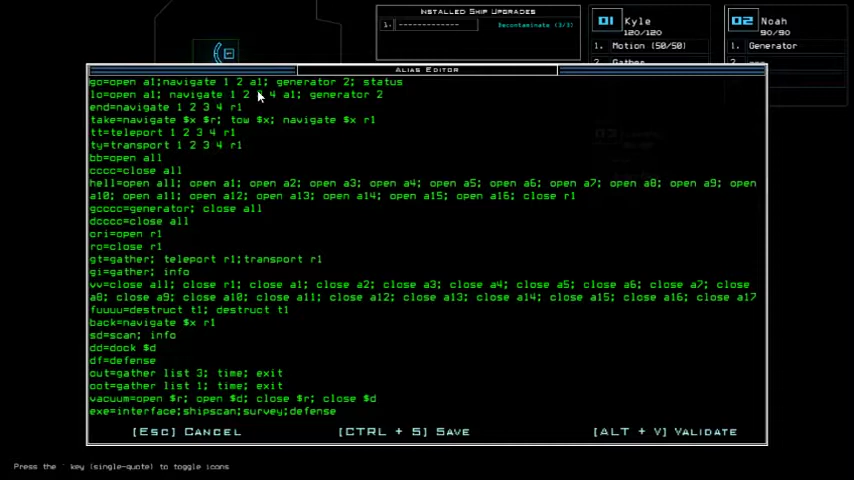 Installed Ship Upgrades
1. -------------- Decontaminate (3/3)
01 Kyle
120/120
1. Motion (50/50)
2. Gather
02 Noah
90/90
1. Generator
2. ---
Alias Editor
go=open a1;navigate 1 2 a1; generator 2; status
lo=open a1; navigate 1 2 3 4 a1; generator 2
end=navigate 1 2 3 4 r1
take=navigate $x $r; tow $x; navigate $x r1
tt=teleport 1 2 3 4 r1
ty=transport 1 2 3 4 r1
bb=open all
cccc=close all
hell=open all; open a1; open a2; open a3; open a4; open a5; open a6; open a7; open a8; open a9; open
a10; open a11; open a12; open a13; open a14; open a15; open a16; close r1
gcccc=generator; close all
dcccc=close all
ori=open r1
ro=close r1
gt=gather; teleport r1;transport r1
gi=gather; info
vv=close all; close r1; close a1; close a2; close a3; close a4; close a5; close a6; close a7; close
a8; close a9; close a10; close a11; close a12; close a13; close a14; close a15; close a16; close a17
fuuuu=destruct t1; destruct t1
back=navigate $x r1
sd=scan; info
dd=dock $d
df=defense
out=gather list 3; time; exit
oot=gather list 1; time; exit
vacuum=open $r; open $d; close $r; close $d
exe=interface;shipscan;survey;defense
[Esc] Cancel
[CTRL + S] Save
[ALT + V] Validate
Press the ` key (single-quote) to toggle icons